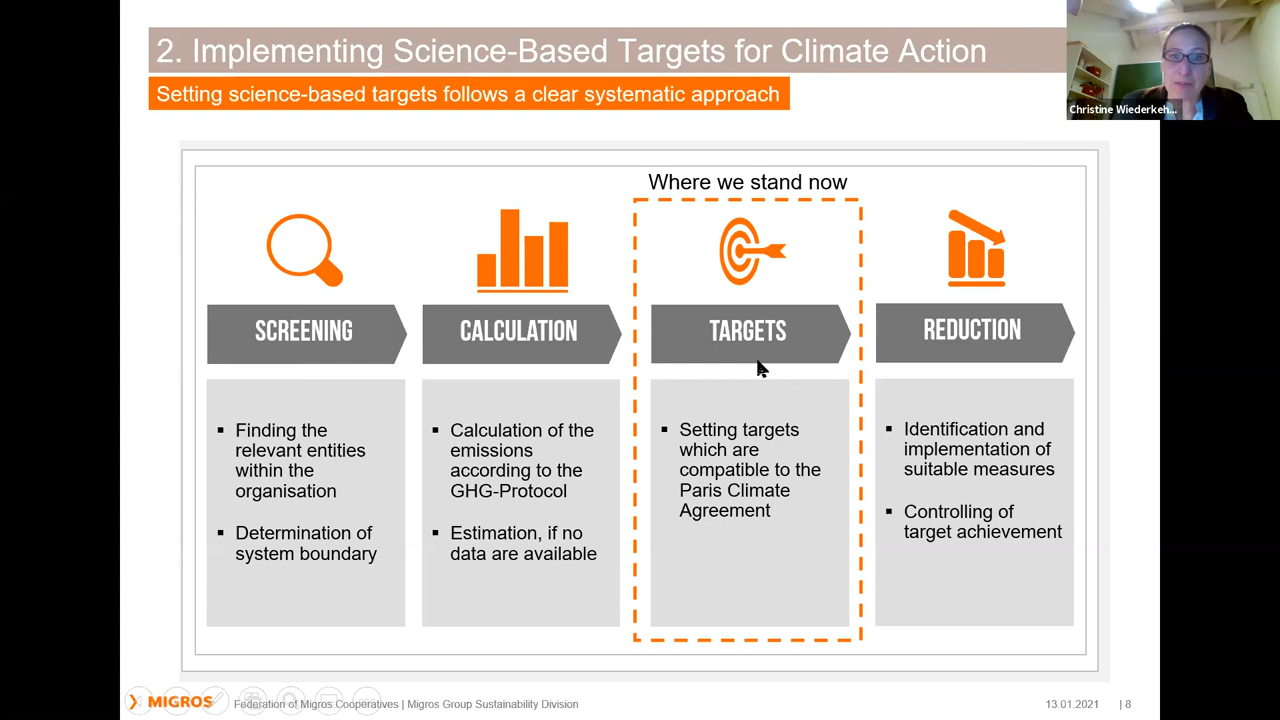 2. Implementing Science-Based Targets for Climate Action
Setting science-based targets follows a clear systematic approach
Christine Wiederkeh...
Where we stand now
SCREENING
CALCULATION
TARGETS
REDUCTION
▪ Finding the
relevant entities
within the
organisation
▪ Determination of
system boundary
▪ Calculation of the
emissions
according to the
GHG-Protocol
▪ Estimation, if no
data are available
▪ Setting targets
which are
compatible to the
Paris Climate
Agreement
▪ Identification and
implementation of
suitable measures
▪ Controlling of
target achievement
MIGROS
Federation of Migros Cooperatives | Migros Group Sustainability Division
13.01.2021 | 8